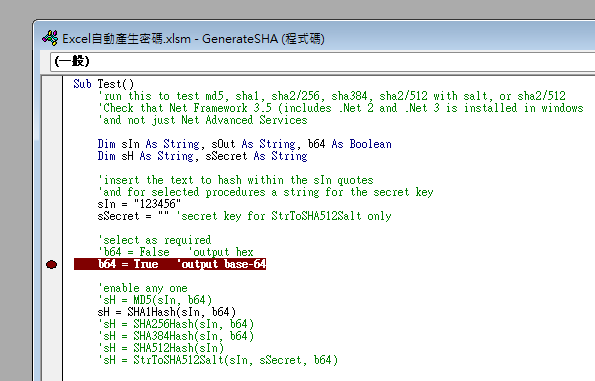 Excel自動產生密碼.xlsm - GenerateSHA (程式碼)
(一般)
Sub Test()
'run this to test md5, sha1, sha2/256, sha384, sha2/512 with salt, or sha2/512
'Check that Net Framework 3.5 (includes .Net 2 and .Net 3 is installed in windows
'and not just Net Advanced Services
Dim sIn As String, sOut As String, b64 As Boolean
Dim sH As String, sSecret As String
'insert the text to hash within the sIn quotes
'and for selected procedures a string for the secret key
sIn = "123456"
sSecret = "" 'secret key for StrToSHA512Salt only
'select as required
'b64 = False   'output hex
b64 = True   'output base-64
'enable any one
'sH = MD5(sIn, b64)
sH = SHA1Hash(sIn, b64)
'sH = SHA256Hash(sIn, b64)
'sH = SHA384Hash(sIn, b64)
'sH = SHA512Hash(sIn)
'sH = StrToSHA512Salt(sIn, sSecret, b64)